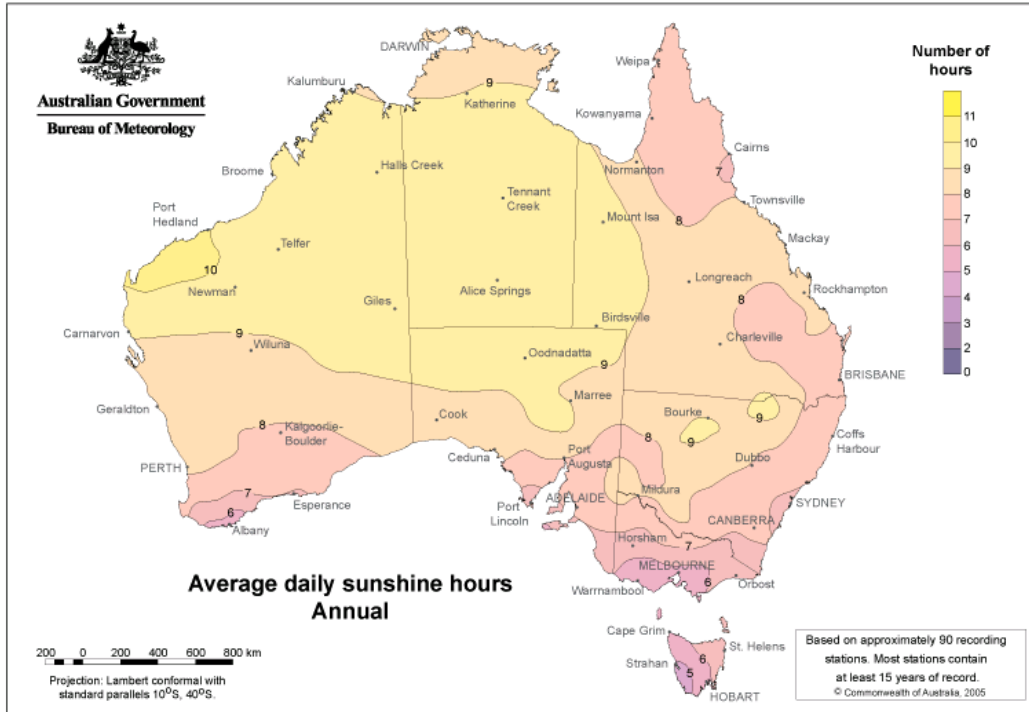 Australian Government
Bureau of Meteorology
DARWIN
Kalumburu
9
Katherine
Weipa
Kowanyama
Number of
hours
11
10
9
8
7
6
5
4
3
2
0
Cairns
7
Normanton
Halls Creek
Broome
Tennant
Creek
Mount Isa
8
Townsville
Port
Hedland
Mackay
Telfer
10
Newman
Giles
Alice Springs
Longreach
8
Rockhampton
Carnarvon
9
Wiluna
Birdsville
Charleville
Oodnadatta
9
BRISBANE
Geraldton
8
Kalgoorlie-
Boulder
Cook
Marree
Bourke
9
9
Coffs
Harbour
PERTH
Ceduna
Port
Augusta
8
Dubbo
7
Esperance
6
Albany
Port
Lincoln
ADELAIDE
Mildura
SYDNEY
CANBERRA
Horsham
7
MELBOURNE
Warrnambool
6
Orbost
Average daily sunshine hours
Annual
Cape Grim
St. Helens
Strahan
6
5
HOBART
200 0 200 400 600 800 km
Projection: Lambert conformal with
standard parallels 10°S, 40°S.
Based on approximately 90 recording
stations. Most stations contain
at least 15 years of record.
© Commonwealth of Australia, 2005